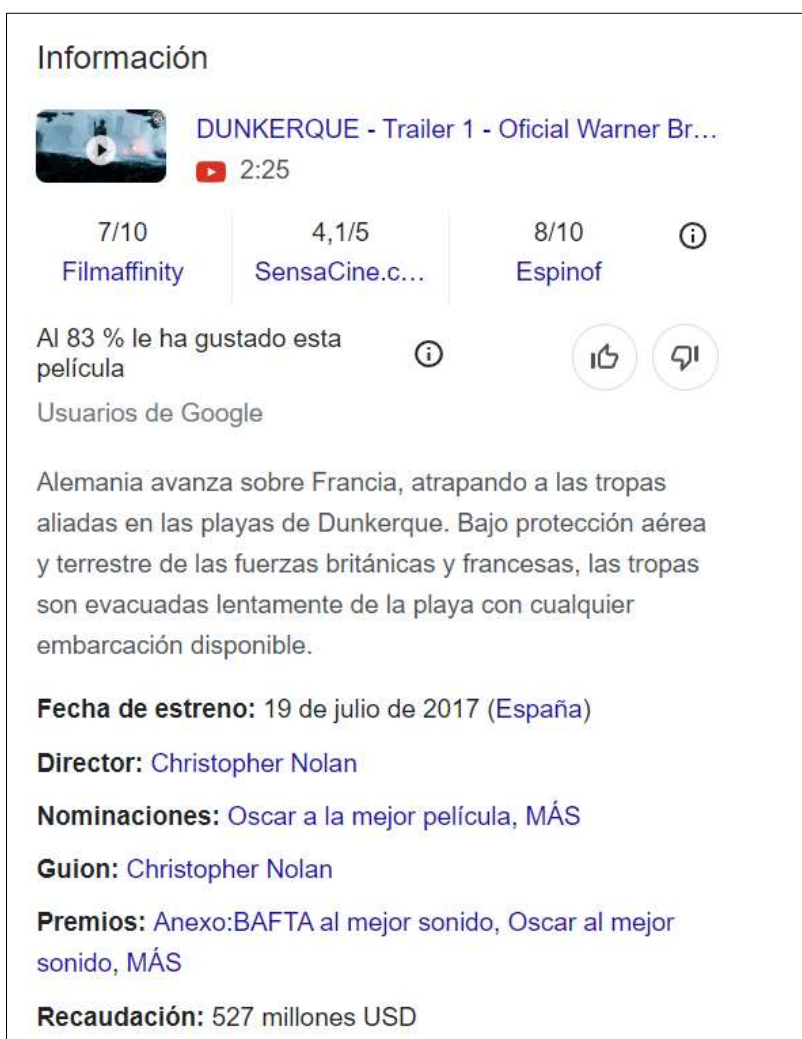 Información
DUNKERQUE - Trailer 1 - Oficial Warner Br...
2:25
7/10
4,1/5
8/10
Filmaffinity
SensaCine.c...
Espinof
Al 83 % le ha gustado esta
película
Usuarios de Google
Alemania avanza sobre Francia, atrapando a las tropas
aliadas en las playas de Dunkerque. Bajo protección aérea
y terrestre de las fuerzas británicas y francesas, las tropas
son evacuadas lentamente de la playa con cualquier
embarcación disponible.
Fecha de estreno: 19 de julio de 2017 (España)
Director: Christopher Nolan
Nominaciones: Oscar a la mejor película, MÁS
Guion: Christopher Nolan
Premios: Anexo:BAFTA al mejor sonido, Oscar al mejor
sonido, MÁS
Recaudación: 527 millones USD